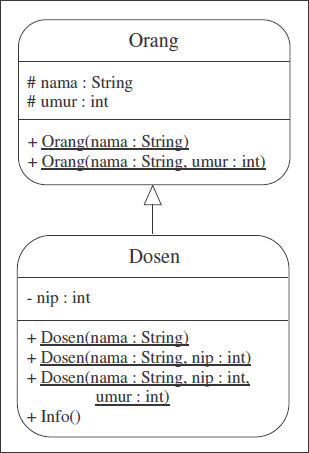 Orang
# nama : String
# umur : int
+ Orang(nama : String)
+ Orang(nama : String, umur : int)
Dosen
- nip : int
+ Dosen(nama : String)
+ Dosen(nama : String, nip : int)
+ Dosen(nama : String, nip : int,
umur : int)
+ Info()